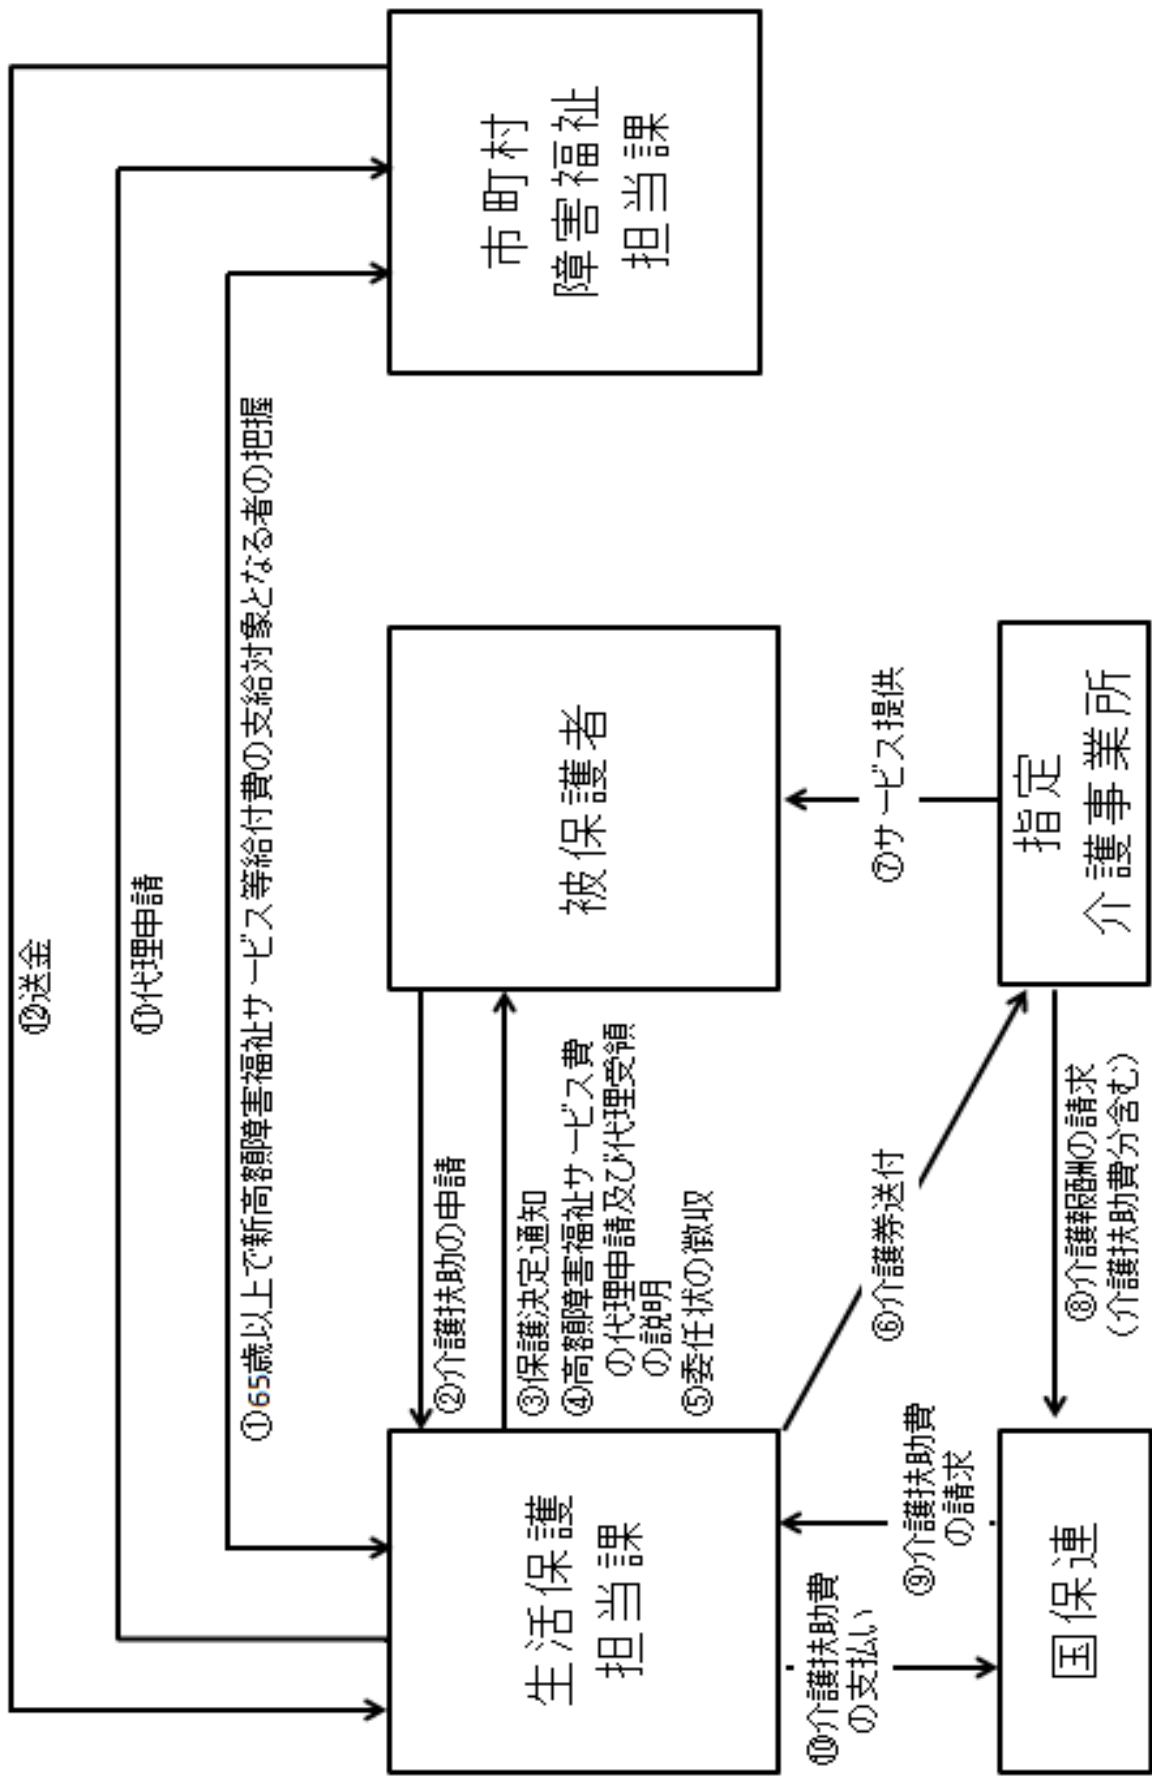 ⑫送金
⑪代理申請
①65歳以上で新高額障害福祉サービス等給付費の支給対象となる者の把握
生活保護
担当課
②介護扶助の申請
③保護決定通知
④高額障害福祉サービス費
の代理申請及び代理受領
の説明
⑤委任状の徴収
被保護者
市町村
障害福祉
担当課
⑩介護扶助費
の支払い
⑨介護扶助費
の請求
⑥介護券送付
⑦サービス提供
国保連
⑧介護報酬の請求
(介護扶助費分含む)
指定
介護事業所